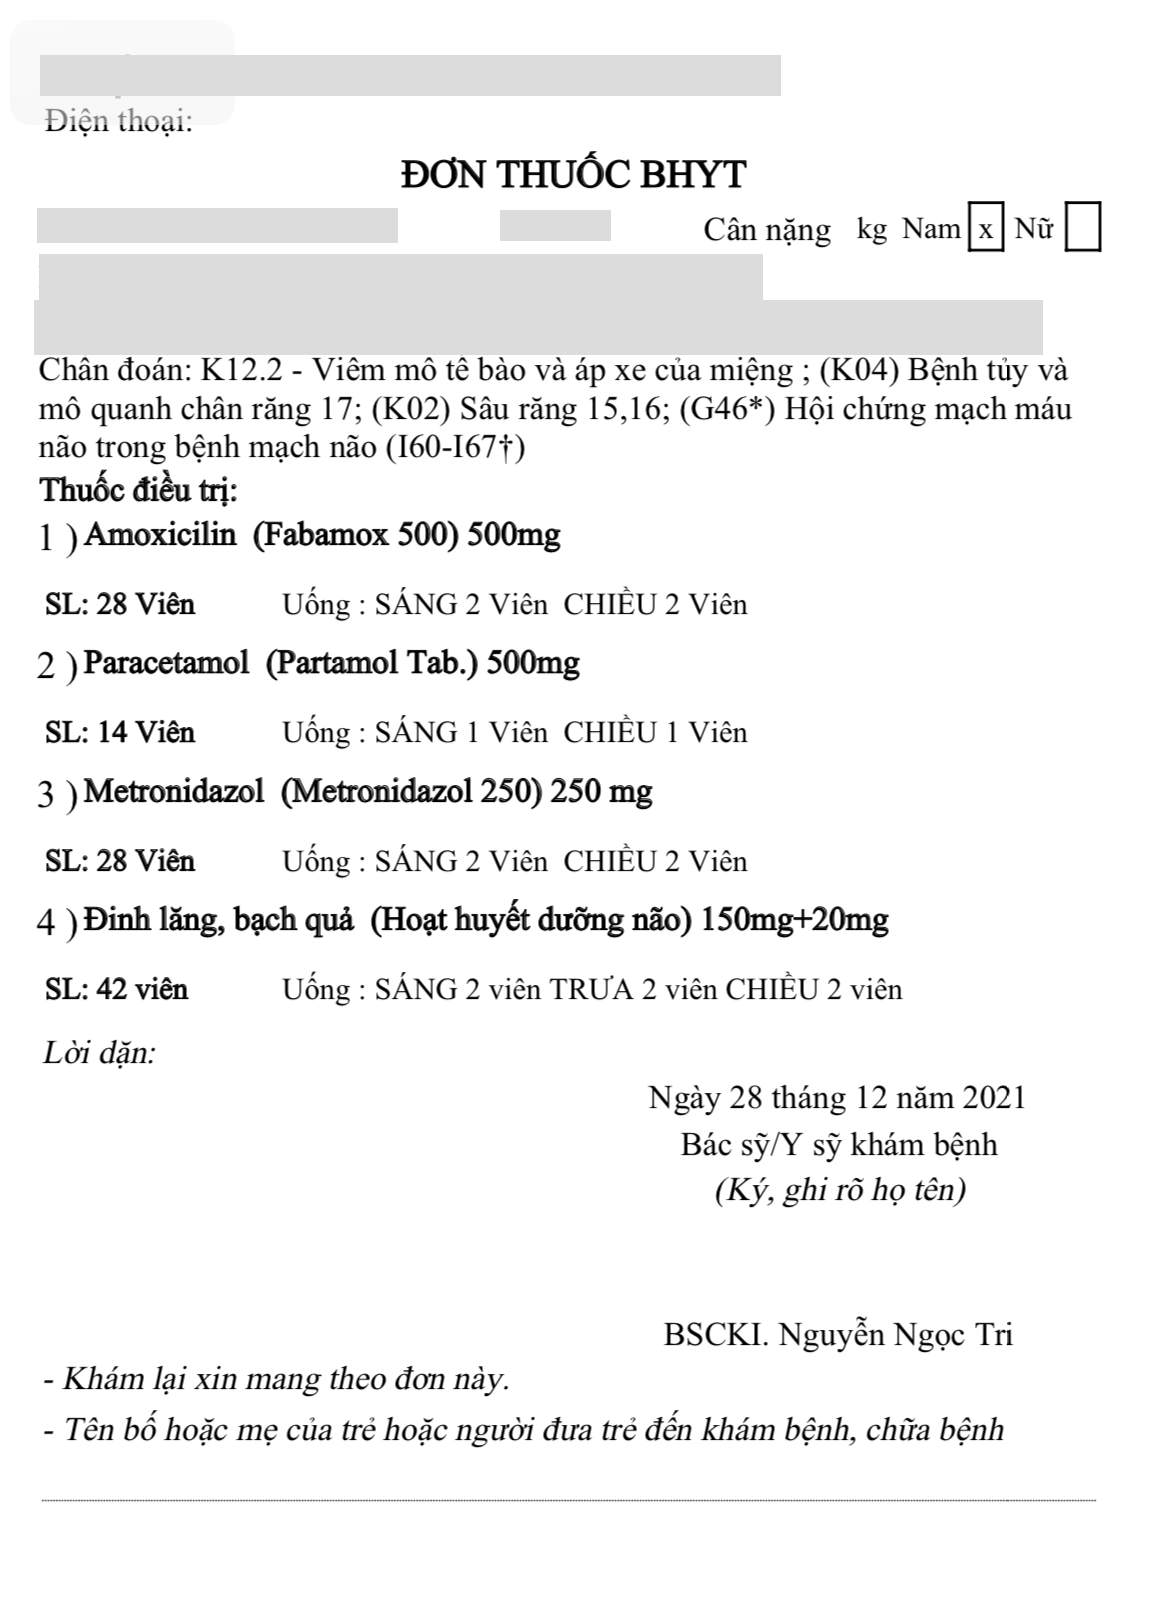 Điện thoại:
ĐƠN THUỐC BHYT
Cân nặng kg Nam x Nữ
Chân đoán: K12.2 - Viêm mô tê bào và áp xe của miệng ; (K04) Bệnh tủy và
mô quanh chân răng 17; (K02) Sâu răng 15,16; (G46*) Hội chứng mạch máu
não trong bệnh mạch não (I60-I67†)
Thuốc điều trị:
1 ) Amoxicilin (Fabamox 500) 500mg
SL: 28 Viên Uống : SÁNG 2 Viên CHIỀU 2 Viên
2 ) Paracetamol (Partamol Tab.) 500mg
SL: 14 Viên Uống : SÁNG 1 Viên CHIỀU 1 Viên
3 ) Metronidazol (Metronidazol 250) 250 mg
SL: 28 Viên Uống : SÁNG 2 Viên CHIỀU 2 Viên
4 ) Đinh lăng, bạch quả (Hoạt huyết dưỡng não) 150mg+20mg
SL: 42 viên Uống : SÁNG 2 viên TRƯA 2 viên CHIỀU 2 viên
Lời dặn:
Ngày 28 tháng 12 năm 2021
Bác sỹ/Y sỹ khám bệnh
(Ký, ghi rõ họ tên)
BSCKI. Nguyễn Ngọc Tri
- Khám lại xin mang theo đơn này.
- Tên bố hoặc mẹ của trẻ hoặc người đưa trẻ đến khám bệnh, chữa bệnh